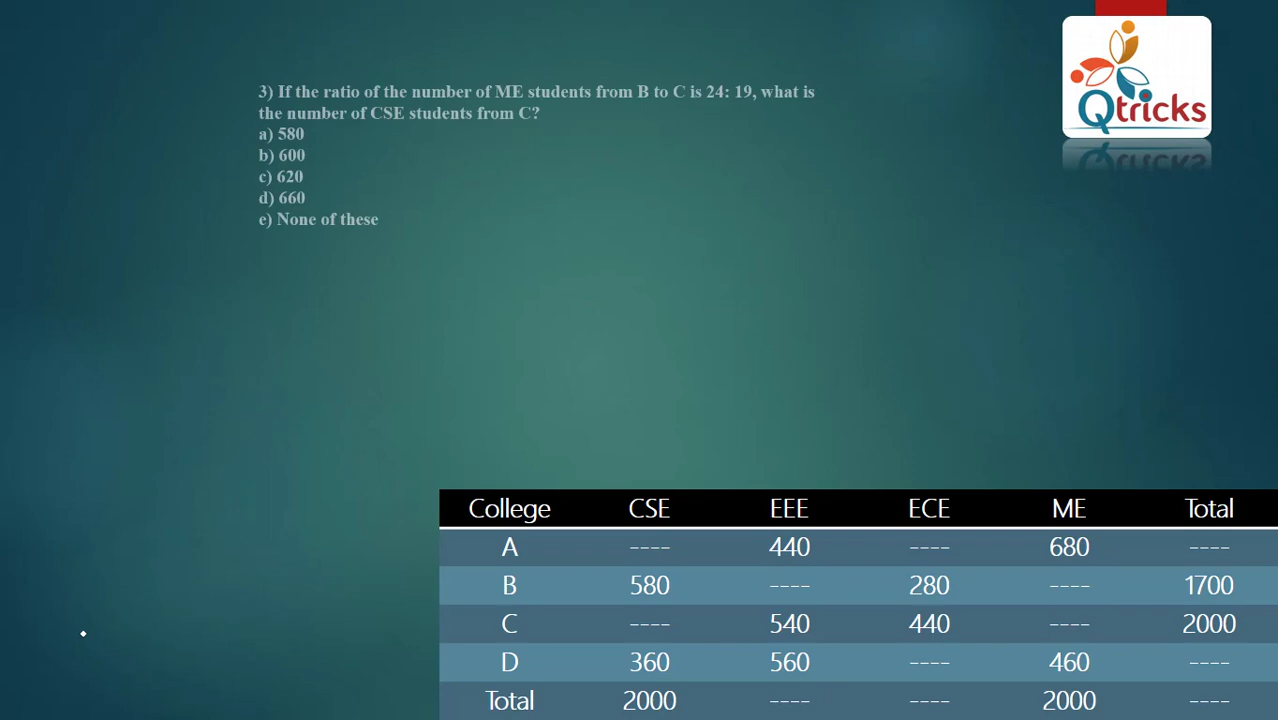 3) If the ratio of the number of ME students from B to C is 24: 19, what is
the number of CSE students from C?
a) 580
b) 600
c) 620
d) 660
e) None of these
Qtricks
College CSE EEE ECE ME Total
A ---- 440 ---- 680 ----
B 580 ---- 280 ---- 1700
C ---- 540 440 ---- 2000
D 360 560 ---- 460 ----
Total 2000 ---- ---- 2000 ----